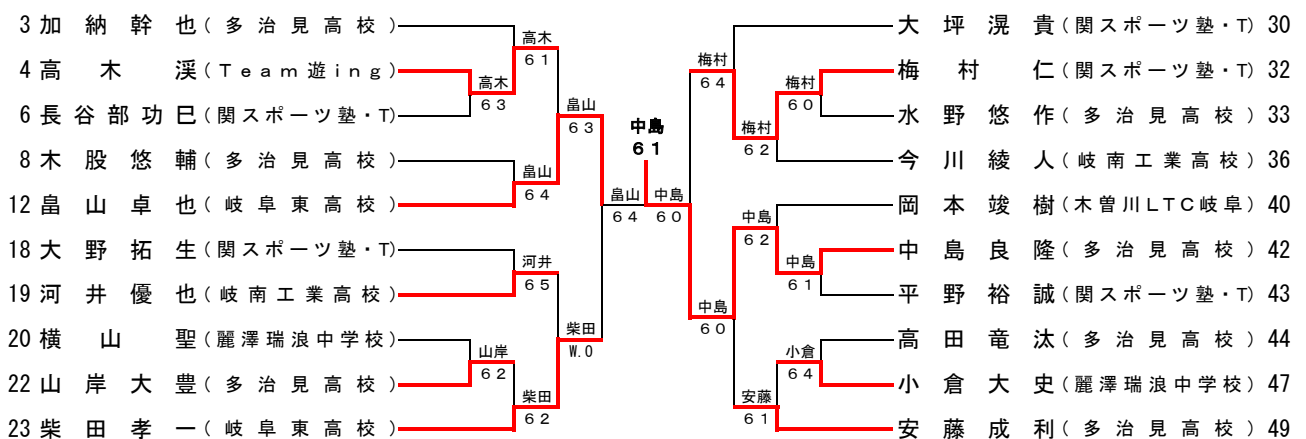 3 加納幹也(多治見高校)
4 高木渓(Team遊ing)
6 長谷部功巳(関スポーツ塾・T)
8 木股悠輔(多治見高校)
12 畠山卓也(岐阜東高校)
18 大野拓生(関スポーツ塾・T)
19 河井優也(岐南工業高校)
20 横山聖(麗澤瑞浪中学校)
22 山岸大豊(多治見高校)
23 柴田孝一(岐阜東高校)
高木
63
高木
61
畠山
64
畠山
63
河井
65
山岸
62
柴田
62
柴田
W.0
畠山
64
中島
61
中島
60
梅村
64
梅村
60
梅村
62
中島
62
中島
61
中島
60
小倉
64
安藤
61
大坪滉貴(関スポーツ塾・T) 30
梅村仁(関スポーツ塾・T) 32
水野悠作(多治見高校) 33
今川綾人(岐南工業高校) 36
岡本竣樹(木曽川LTC岐阜) 40
中島良隆(多治見高校) 42
平野裕誠(関スポーツ塾・T) 43
高田竜汰(多治見高校) 44
小倉大史(麗澤瑞浪中学校) 47
安藤成利(多治見高校) 49